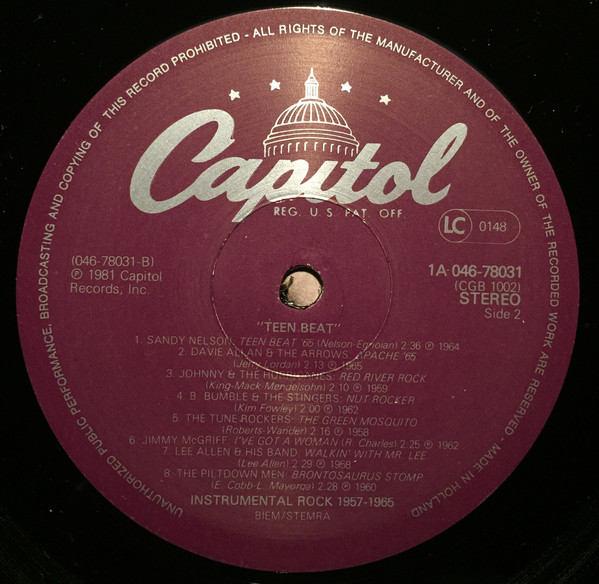 UNAUTHORIZED PUBLIC PERFORMANCE, BROADCASTING AND COPYING OF THIS RECORD PROHIBITED - ALL RIGHTS OF THE MANUFACTURER AND OF THE OWNER OF THE RECORDED WORK ARE RESERVED - MADE IN HOLLAND
Capitol
REG. U.S. PAT. OFF.
LC 0148
(046-78031-B)
℗ 1981 Capitol
Records, Inc.
1A 046-78031
(CGB 1002)
STEREO
Side 2
"TEEN BEAT"
1. SANDY NELSON: TEEN BEAT '65 (Nelson-Egnoian) 2.36 ℗ 1964
2. DAVIE ALLAN & THE ARROWS: APACHE '65
(Jerry Lordan) 2.13 ℗ 1965
3. JOHNNY & THE HURRICANES: RED RIVER ROCK
(King-Mack-Mendelsohn) 2.10 ℗ 1959
4. B. BUMBLE & THE STINGERS: NUT ROCKER
(Kim Fowley) 2.00 ℗ 1962
5. THE TUNE ROCKERS: THE GREEN MOSQUITO
(Roberts-Wander) 2.16 ℗ 1958
6. JIMMY McGRIFF: I'VE GOT A WOMAN (R. Charles) 2.25 ℗ 1962
7. LEE ALLEN & HIS BAND: WALKIN' WITH MR. LEE
(Lee Allen) 2.29 ℗ 1958
8. THE PILTDOWN MEN: BRONTOSAURUS STOMP
(E. Cobb-L. Mayorga) 2.28 ℗ 1960
INSTRUMENTAL ROCK 1957-1965
BIEM/STEMRA